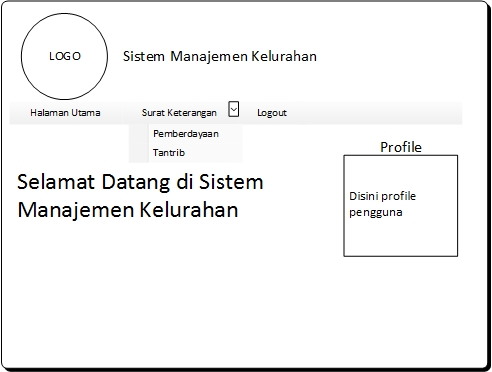 LOGO
Sistem Manajemen Kelurahan
Halaman Utama
Surat Keterangan
Logout
Pemberdayaan
Tantrib
Profile
Selamat Datang di Sistem
Manajemen Kelurahan
Disini profile
pengguna